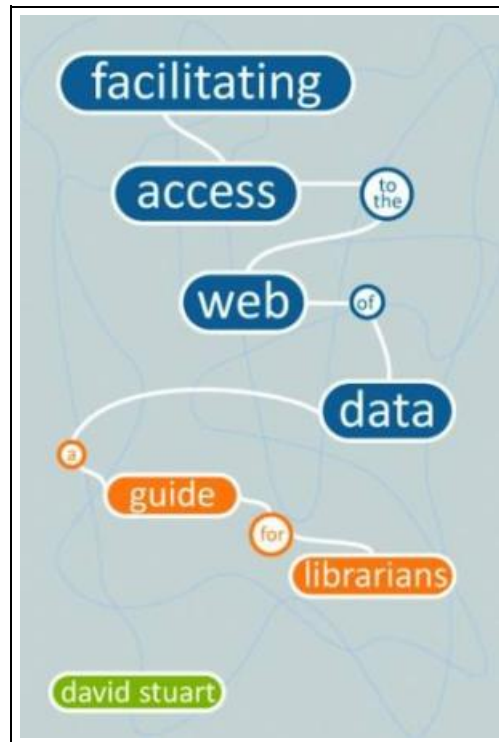 facilitating
access
to
the
web
of
data
a
guide
for
librarians
david stuart